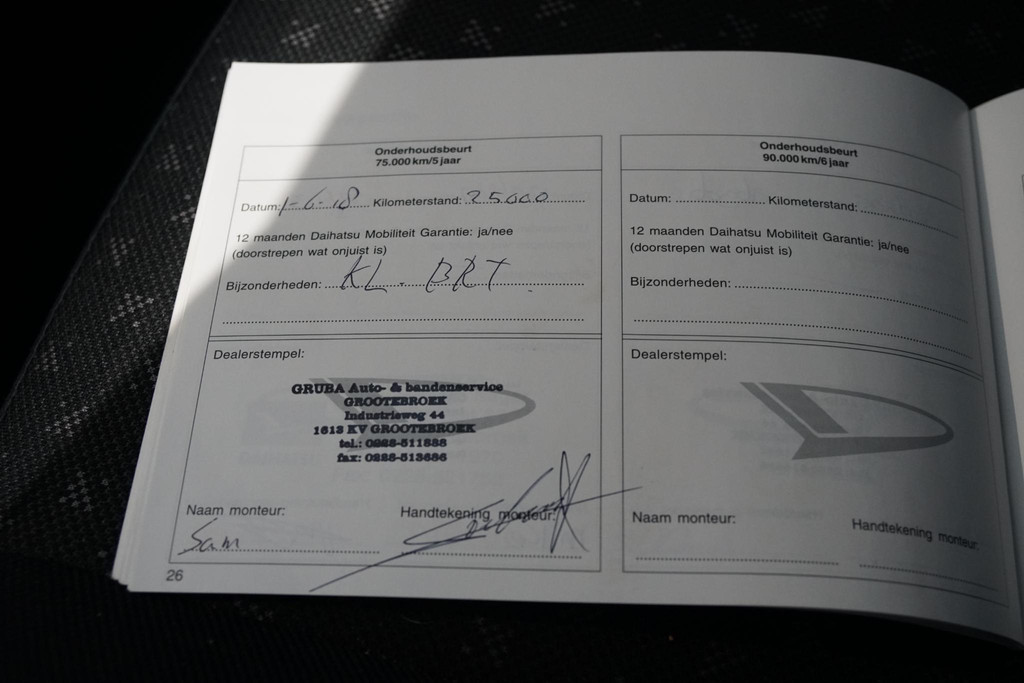 Onderhoudsbeurt
75.000 km/5 jaar
Datum: 1-6-18 Kilometerstand: 25.000
12 maanden Daihatsu Mobiliteit Garantie: ja/nee
(doorstrepen wat onjuist is)
Bijzonderheden: KL. BRT.
Dealerstempel:
GRUBA Auto- & bandenservice
GROOTEBROEK
Industrieweg 44
1613 KV GROOTEBROEK
tel.: 0228-511888
fax: 0228-513686
Naam monteur: Handtekening monteur:
Sam
26
Onderhoudsbeurt
90.000 km/6 jaar
Datum: Kilometerstand:
12 maanden Daihatsu Mobiliteit Garantie: ja/nee
(doorstrepen wat onjuist is)
Bijzonderheden:
Dealerstempel:
Naam monteur: Handtekening monteur: